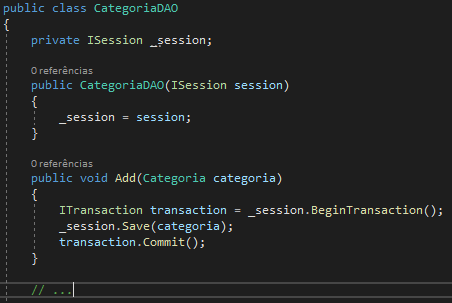 public class CategoriaDAO
{
private ISession _session;
0 referências
public CategoriaDAO(ISession session)
{
_session = session;
}
0 referências
public void Add(Categoria categoria)
{
ITransaction transaction = _session.BeginTransaction();
_session.Save(categoria);
transaction.Commit();
}
// ...